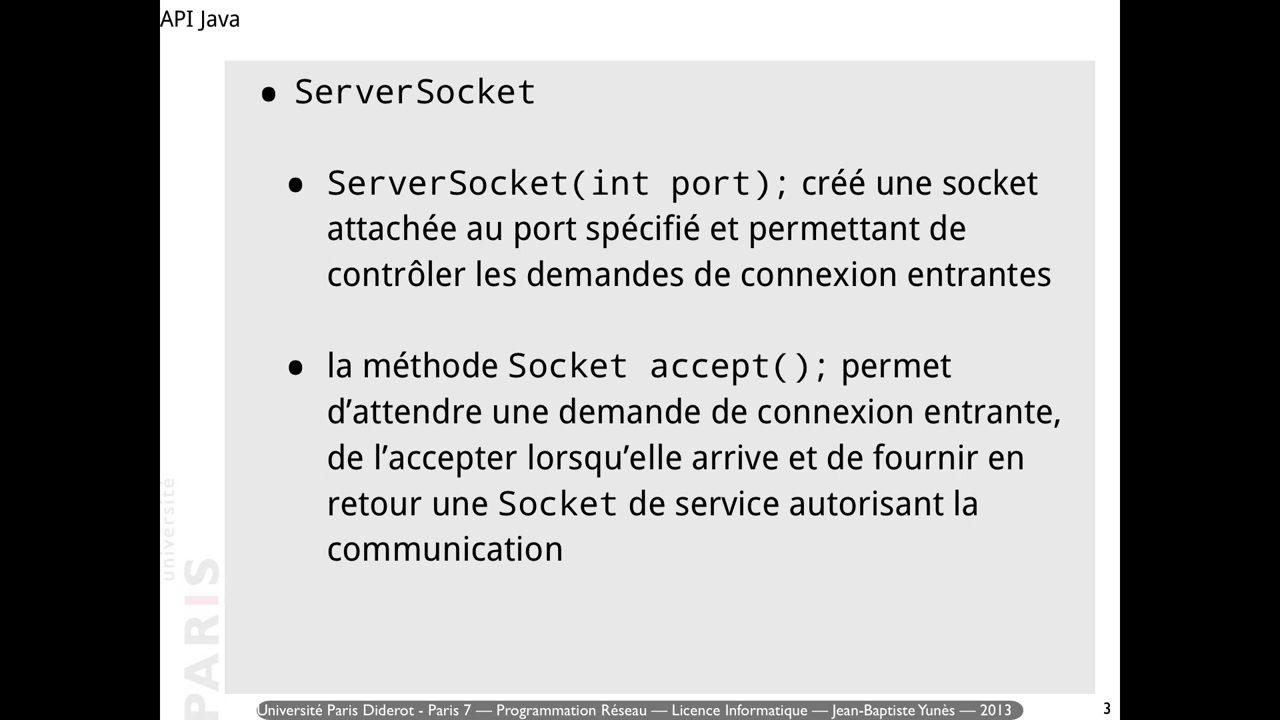 API Java
• ServerSocket
• ServerSocket(int port); créé une socket
attachée au port spécifié et permettant de
contrôler les demandes de connexion entrantes
• la méthode Socket accept(); permet
d’attendre une demande de connexion entrante,
de l’accepter lorsqu’elle arrive et de fournir en
retour une Socket de service autorisant la
communication
université
PARIS
Université Paris Diderot - Paris 7 — Programmation Réseau — Licence Informatique — Jean-Baptiste Yunès — 2013
3